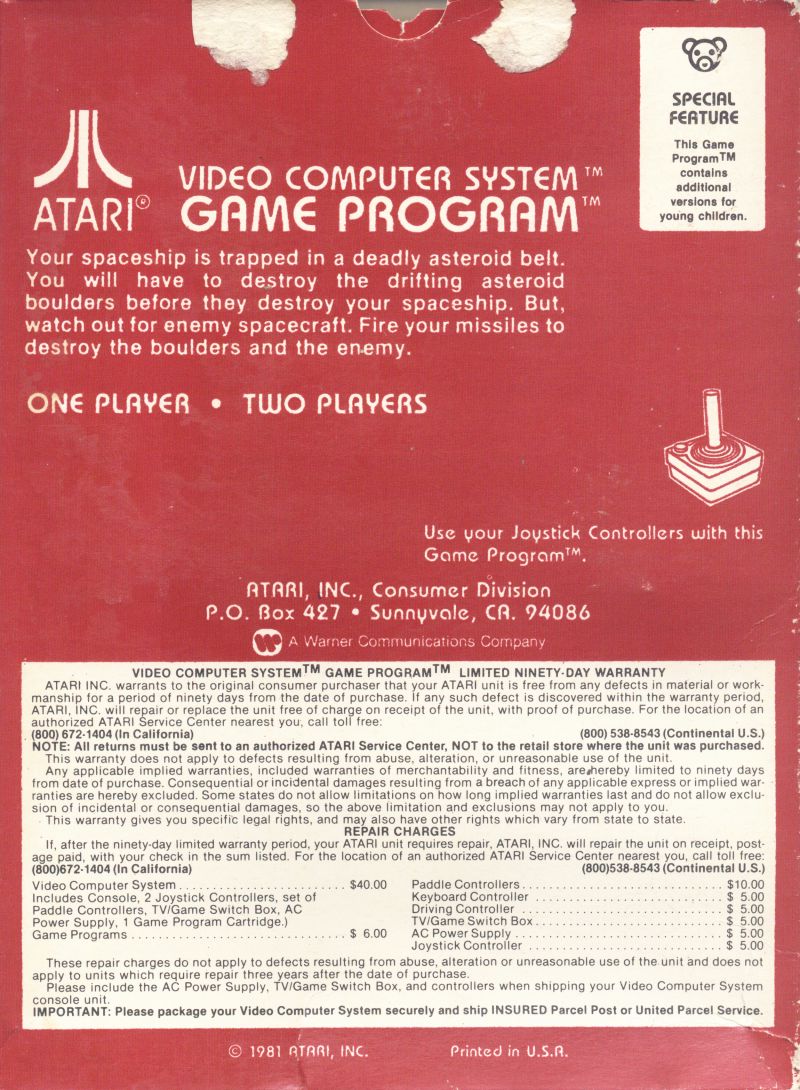 SPECIAL
FEATURE
This Game
Program™
contains
additional
versions for
young children.
ATARI®
VIDEO COMPUTER SYSTEM™
GAME PROGRAM™
Your spaceship is trapped in a deadly asteroid belt.
You will have to destroy the drifting asteroid
boulders before they destroy your spaceship. But,
watch out for enemy spacecraft. Fire your missiles to
destroy the boulders and the enemy.
ONE PLAYER • TWO PLAYERS
Use your Joystick Controllers with this
Game Program™.
ATARI, INC., Consumer Division
P.O. Box 427 • Sunnyvale, CA. 94086
A Warner Communications Company
VIDEO COMPUTER SYSTEM™ GAME PROGRAM™ LIMITED NINETY-DAY WARRANTY
ATARI INC. warrants to the original consumer purchaser that your ATARI unit is free from any defects in material or work-
manship for a period of ninety days from the date of purchase. If any such defect is discovered within the warranty period,
ATARI, INC. will repair or replace the unit free of charge on receipt of the unit, with proof of purchase. For the location of an
authorized ATARI Service Center nearest you, call toll free:
(800) 672-1404 (In California) (800) 538-8543 (Continental U.S.)
NOTE: All returns must be sent to an authorized ATARI Service Center, NOT to the retail store where the unit was purchased.
This warranty does not apply to defects resulting from abuse, alteration, or unreasonable use of the unit.
Any applicable implied warranties, included warranties of merchantability and fitness, are hereby limited to ninety days
from date of purchase. Consequential or incidental damages resulting from a breach of any applicable express or implied war-
ranties are hereby excluded. Some states do not allow limitations on how long implied warranties last and do not allow exclu-
sion of incidental or consequential damages, so the above limitation and exclusions may not apply to you.
This warranty gives you specific legal rights, and may also have other rights which vary from state to state.
REPAIR CHARGES
If, after the ninety-day limited warranty period, your ATARI unit requires repair, ATARI, INC. will repair the unit on receipt, post-
age paid, with your check in the sum listed. For the location of an authorized ATARI Service Center nearest you, call toll free:
(800)672-1404 (In California) (800)538-8543 (Continental U.S.)
Video Computer System . . . . . . . . . . . . . . . . . . . . . . . . $40.00
Includes Console, 2 Joystick Controllers, set of
Paddle Controllers, TV/Game Switch Box, AC
Power Supply, 1 Game Program Cartridge.)
Game Programs . . . . . . . . . . . . . . . . . . . . . . . . . . . . . . $ 6.00
Paddle Controllers . . . . . . . . . . . . . . . . . . . . . . . . . . . $10.00
Keyboard Controller . . . . . . . . . . . . . . . . . . . . . . . . . $ 5.00
Driving Controller . . . . . . . . . . . . . . . . . . . . . . . . . . . $ 5.00
TV/Game Switch Box . . . . . . . . . . . . . . . . . . . . . . . . $ 5.00
AC Power Supply . . . . . . . . . . . . . . . . . . . . . . . . . . . $ 5.00
Joystick Controller . . . . . . . . . . . . . . . . . . . . . . . . . . $ 5.00
These repair charges do not apply to defects resulting from abuse, alteration or unreasonable use of the unit and does not
apply to units which require repair three years after the date of purchase.
Please include the AC Power Supply, TV/Game Switch Box, and controllers when shipping your Video Computer System
console unit.
IMPORTANT: Please package your Video Computer System securely and ship INSURED Parcel Post or United Parcel Service.
© 1981 ATARI, INC. Printed in U.S.A.